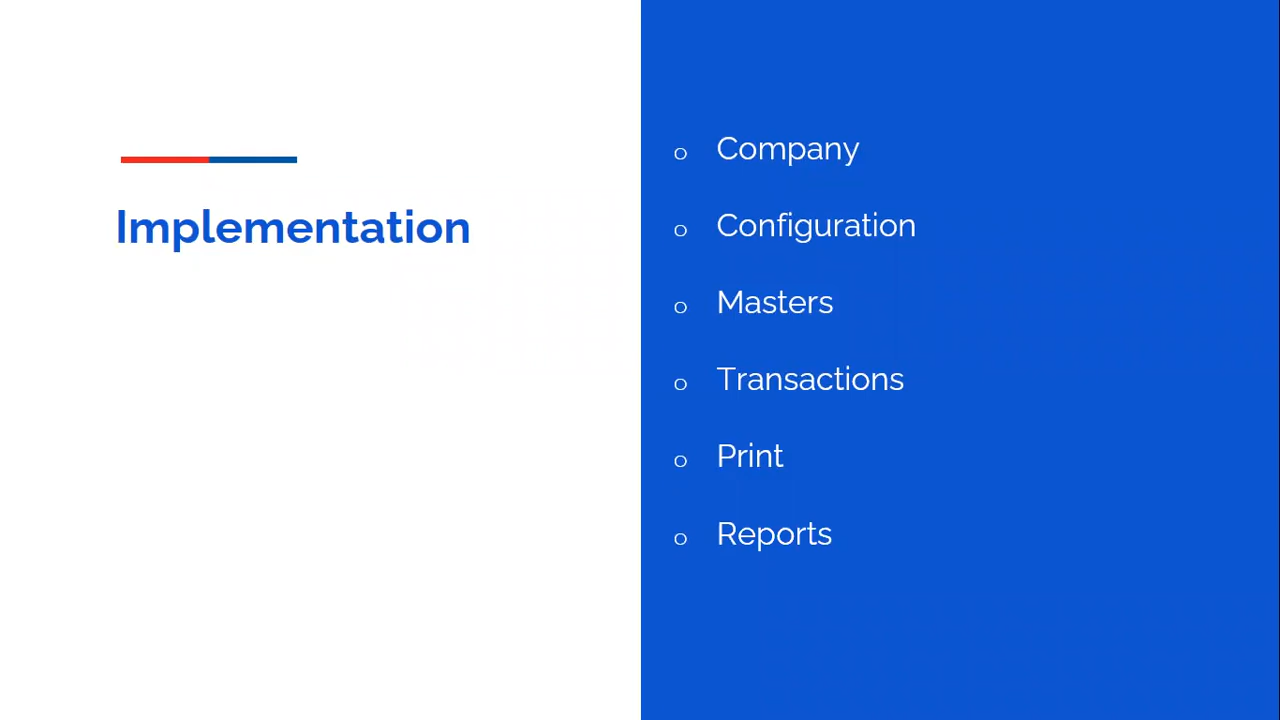 Implementation
Company
Configuration
Masters
Transactions
Print
Reports